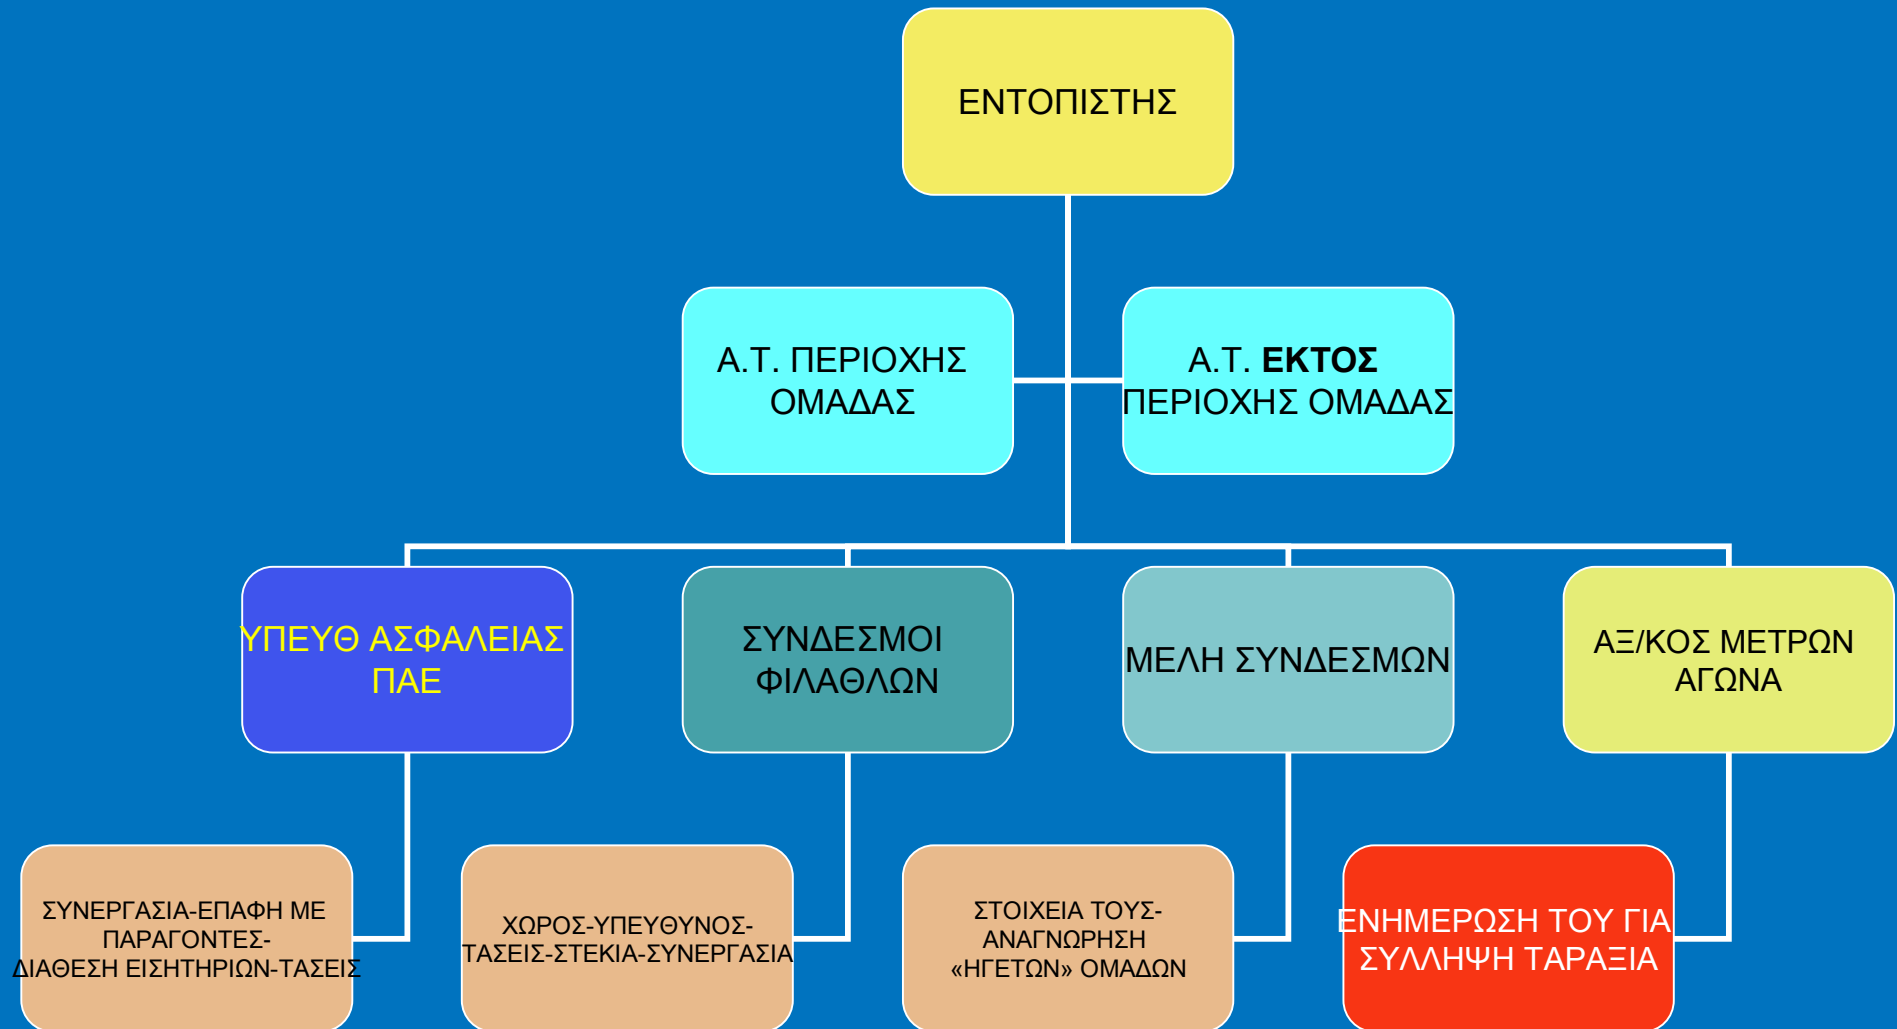 ΕΝΤΟΠΙΣΤΗΣ
Α.Τ. ΠΕΡΙΟΧΗΣ
ΟΜΑΔΑΣ
Α.Τ. ΕΚΤΟΣ
ΠΕΡΙΟΧΗΣ ΟΜΑΔΑΣ
ΥΠΕΥΘ ΑΣΦΑΛΕΙΑΣ
ΠΑΕ
ΣΥΝΔΕΣΜΟΙ
ΦΙΛΑΘΛΩΝ
ΜΕΛΗ ΣΥΝΔΕΣΜΩΝ
ΑΞ/ΚΟΣ ΜΕΤΡΩΝ
ΑΓΩΝΑ
ΣΥΝΕΡΓΑΣΙΑ-ΕΠΑΦΗ ΜΕ
ΠΑΡΑΓΟΝΤΕΣ-
ΔΙΑΘΕΣΗ ΕΙΣΗΤΗΡΙΩΝ-ΤΑΣΕΙΣ
ΧΩΡΟΣ-ΥΠΕΥΘΥΝΟΣ-
ΤΑΣΕΙΣ-ΣΤΕΚΙΑ-ΣΥΝΕΡΓΑΣΙΑ
ΣΤΟΙΧΕΙΑ ΤΟΥΣ-
ΑΝΑΓΝΩΡΗΣΗ
«ΗΓΕΤΩΝ» ΟΜΑΔΩΝ
ΕΝΗΜΕΡΩΣΗ ΤΟΥ ΓΙΑ
ΣΥΛΛΗΨΗ ΤΑΡΑΞΙΑ